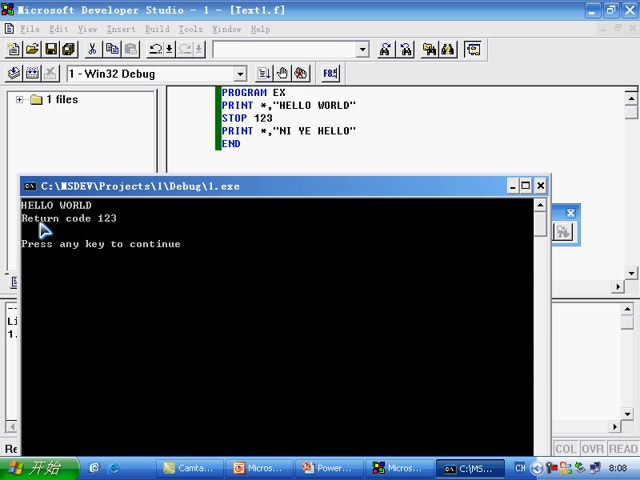 Microsoft Developer Studio - 1 - [Text1.f]
File Edit View Insert Build Tools Window Help
1 - Win32 Debug
1 files
PROGRAM EX
PRINT *,"HELLO WORLD"
STOP 123
PRINT *,"NI YE HELLO"
END
C:\MSDEV\Projects\1\Debug\1.exe
HELLO WORLD
Return code 123
Press any key to continue
Li
1.
Re
COL OVR READ
开始
Camta...
Micros...
Power...
Micros...
C:\MS...
CH
8:08